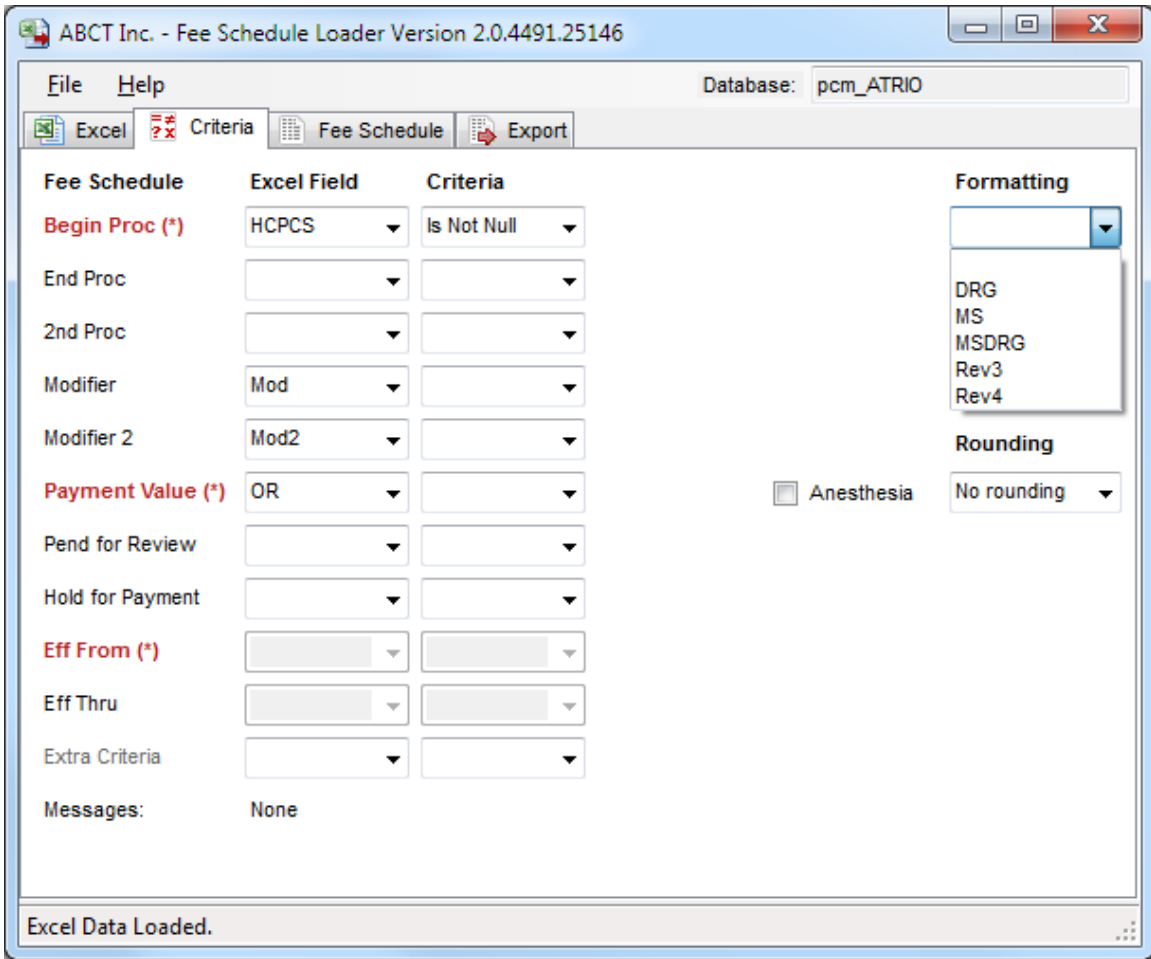 ABCT Inc. - Fee Schedule Loader Version 2.0.4491.25146
File Help Database: pcm_ATRIO
Excel Criteria Fee Schedule Export
Fee Schedule Excel Field Criteria Formatting
Begin Proc (*) HCPCS Is Not Null
End Proc
DRG
2nd Proc
MS
MSDRG
Modifier Mod
Rev3
Rev4
Modifier 2 Mod2 Rounding
Payment Value (*) OR Anesthesia No rounding
Pend for Review
Hold for Payment
Eff From (*)
Eff Thru
Extra Criteria
Messages: None
Excel Data Loaded.